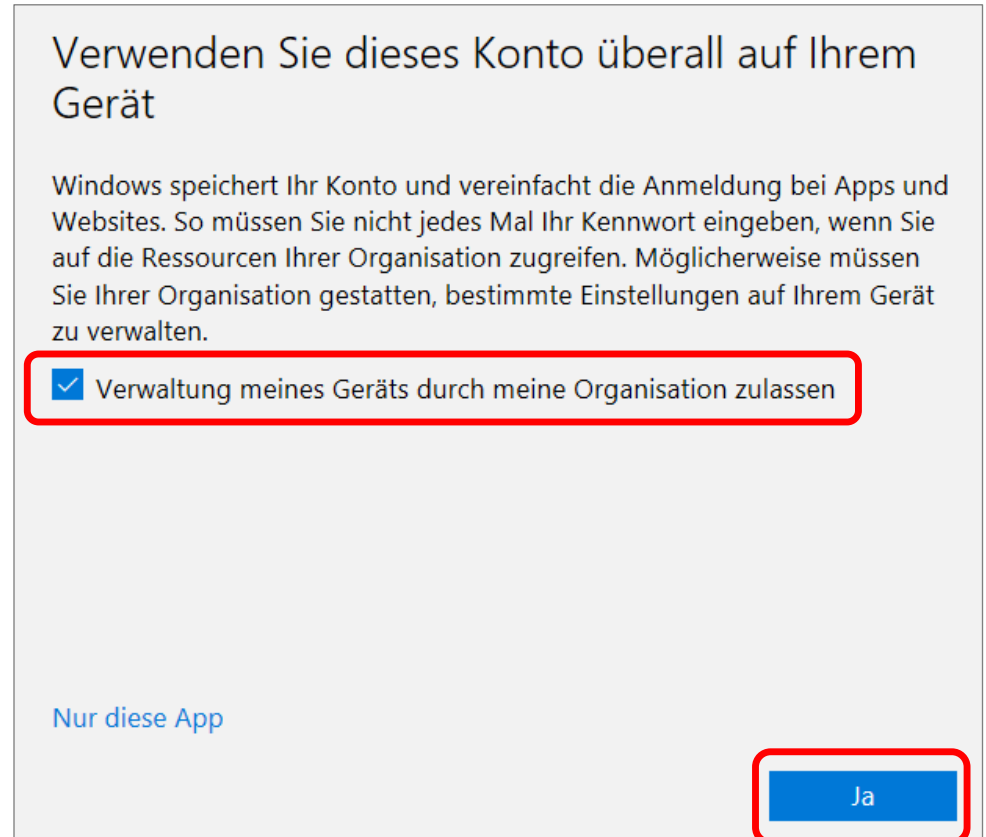 Verwenden Sie dieses Konto überall auf Ihrem
Gerät
Windows speichert Ihr Konto und vereinfacht die Anmeldung bei Apps und
Websites. So müssen Sie nicht jedes Mal Ihr Kennwort eingeben, wenn Sie
auf die Ressourcen Ihrer Organisation zugreifen. Möglicherweise müssen
Sie Ihrer Organisation gestatten, bestimmte Einstellungen auf Ihrem Gerät
zu verwalten.
Verwaltung meines Geräts durch meine Organisation zulassen
Nur diese App
Ja